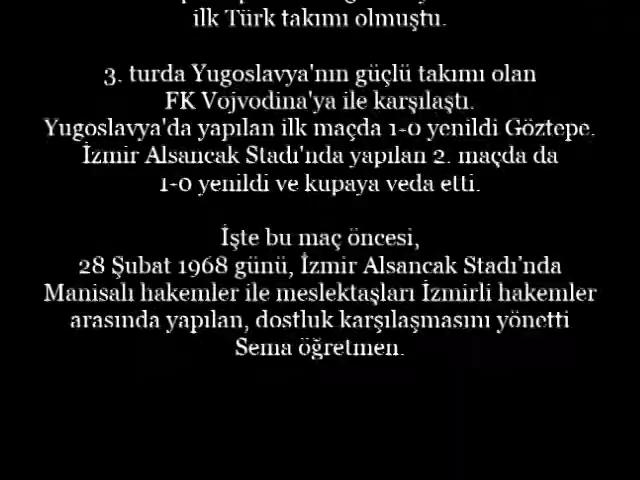 ilk Türk takımı olmuştu.
3. turda Yugoslavya'nın güçlü takımı olan
FK Vojvodina'ya ile karşılaştı.
Yugoslavya'da yapılan ilk maçda 1-0 yenildi Göztepe.
İzmir Alsancak Stadı'nda yapılan 2. maçda da
1-0 yenildi ve kupaya veda etti.
İşte bu maç öncesi,
28 Şubat 1968 günü, İzmir Alsancak Stadı'nda
Manisalı hakemler ile meslektaşları İzmirli hakemler
arasında yapılan, dostluk karşılaşmasını yönetti
Sema öğretmen.